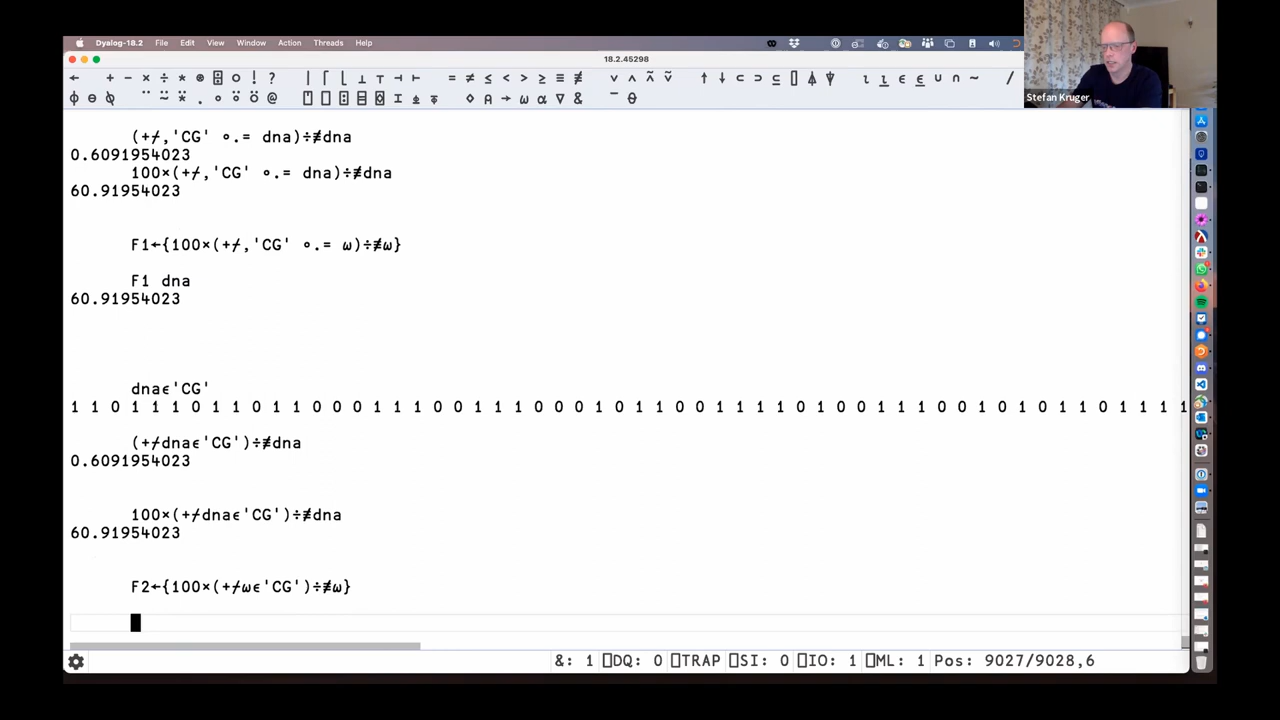 Dyalog-18.2 File Edit View Window Action Threads Help
18.2.45298
Stefan Kruger
(+⌿,'CG' ∘.= dna)÷≢dna
0.6091954023
100×(+⌿,'CG' ∘.= dna)÷≢dna
60.91954023
F1←{100×(+⌿,'CG' ∘.= ⍵)÷≢⍵}
F1 dna
60.91954023
dna∊'CG'
1 1 0 1 1 1 0 1 1 0 1 1 0 0 0 1 1 1 0 0 1 1 1 0 0 0 1 0 1 1 0 0 1 1 1 1 0 1 0 0 1 1 1 0 0 1 0 1 0 1 1 0 1 1 1 1
(+⌿dna∊'CG')÷≢dna
0.6091954023
100×(+⌿dna∊'CG')÷≢dna
60.91954023
F2←{100×(+⌿⍵∊'CG')÷≢⍵}
&: 1 ⎕DQ: 0 ⎕TRAP ⎕SI: 0 ⎕IO: 1 ⎕ML: 1 Pos: 9027/9028,6